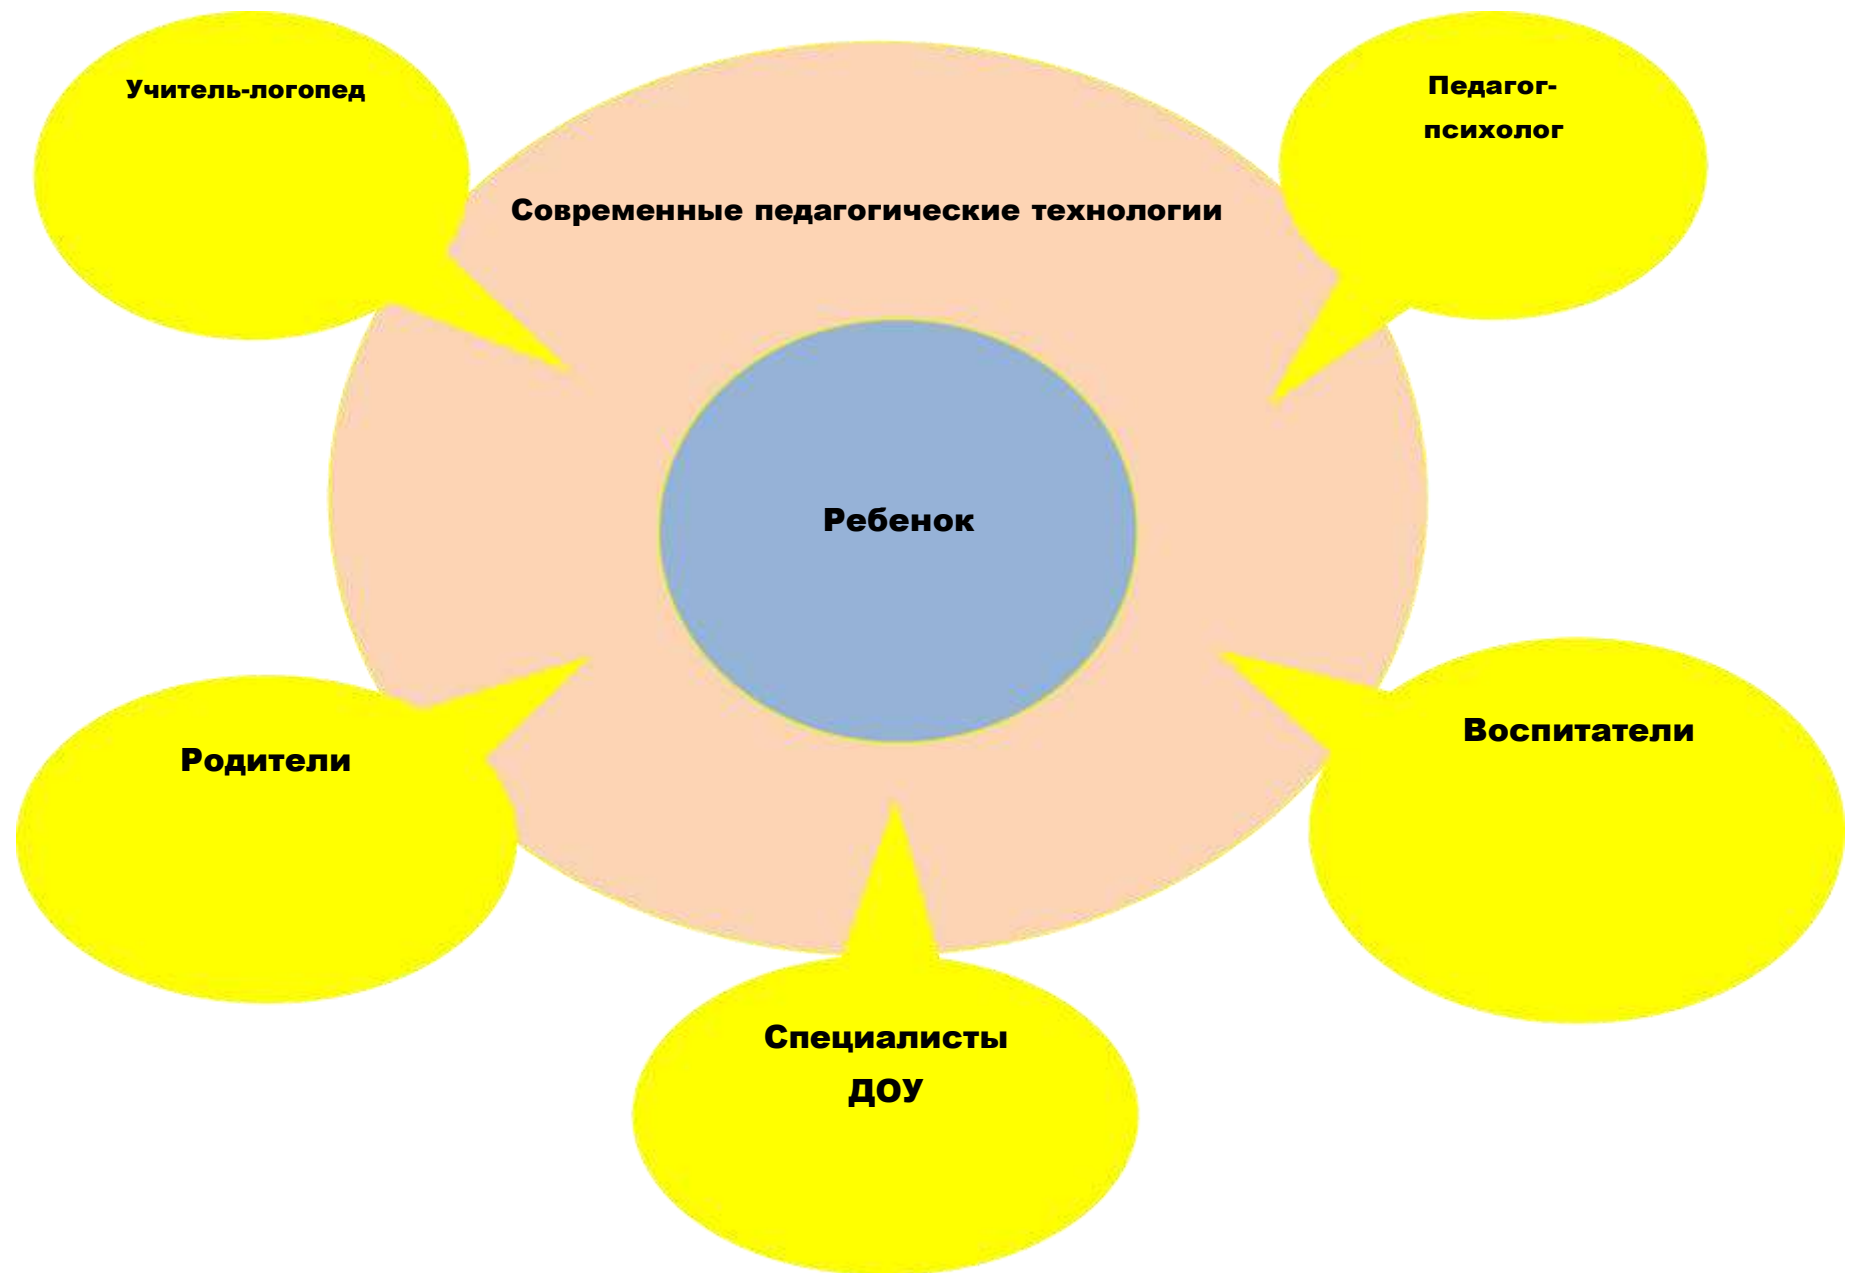 Учитель-логопед
Педагог-
психолог
Современные педагогические технологии
Ребенок
Родители
Воспитатели
Специалисты
ДОУ